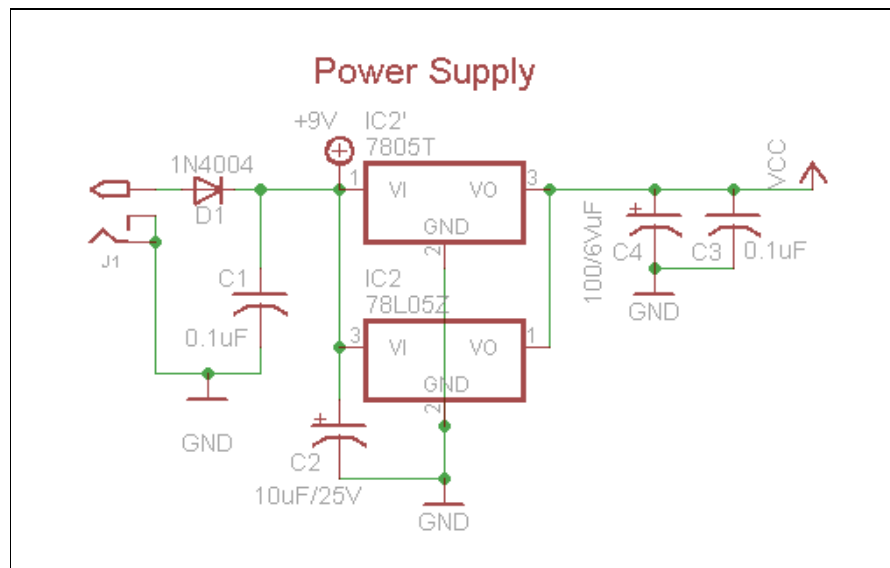 Power Supply
+9V
IC2'
7805T
1N4004
D1
J1
1
VI
VO
3
GND
2
VCC
C1
0.1uF
GND
IC2
78L05Z
3
VI
VO
1
GND
2
C2
10uF/25V
GND
100/6VuF
C4
C3
0.1uF
GND
+
+